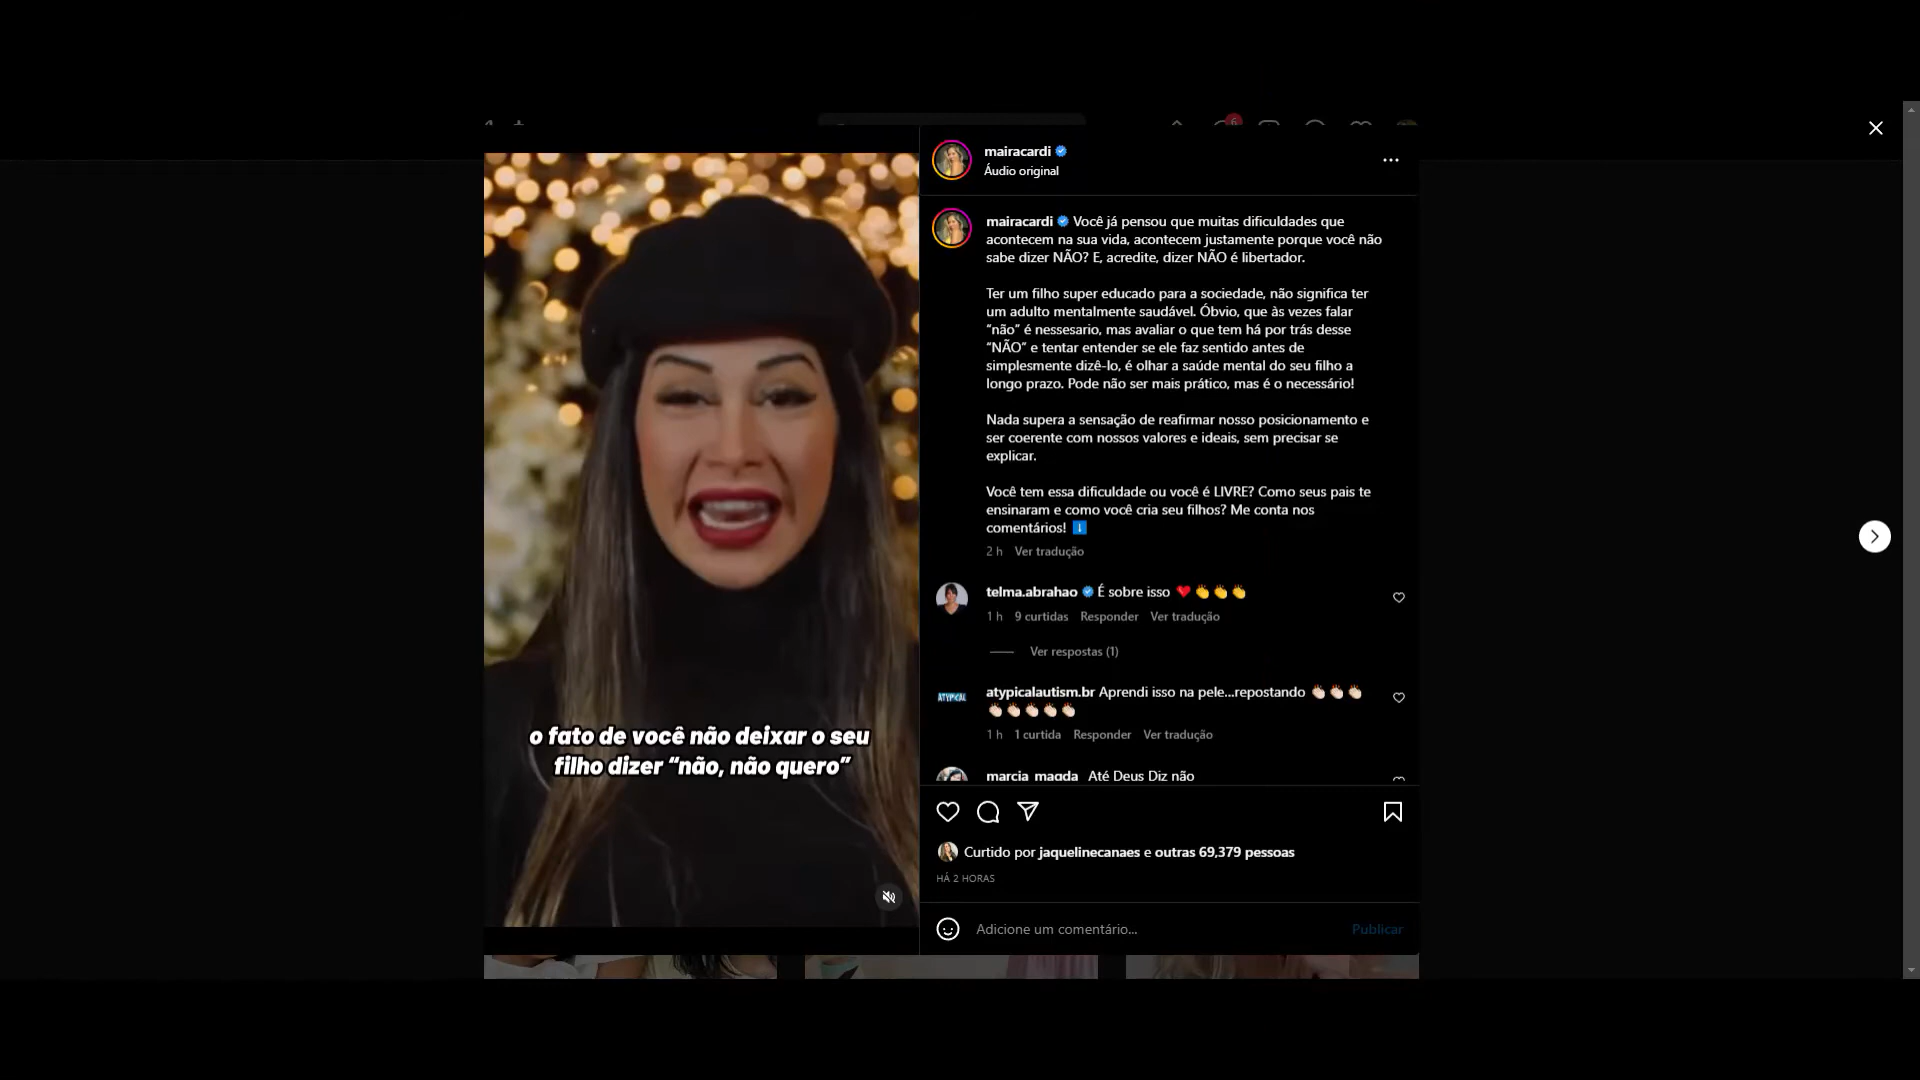 o fato de você não deixar o seu
filho dizer “não, não quero”
6
mairacardi
Áudio original
mairacardi Você já pensou que muitas dificuldades que
acontecem na sua vida, acontecem justamente porque você não
sabe dizer NÃO? E, acredite, dizer NÃO é libertador.
Ter um filho super educado para a sociedade, não significa ter
um adulto mentalmente saudável. Óbvio, que às vezes falar
“não” é nessesario, mas avaliar o que tem há por trás desse
“NÃO” e tentar entender se ele faz sentido antes de
simplesmente dizê-lo, é olhar a saúde mental do seu filho a
longo prazo. Pode não ser mais prático, mas é o necessário!
Nada supera a sensação de reafirmar nosso posicionamento e
ser coerente com nossos valores e ideais, sem precisar se
explicar.
Você tem essa dificuldade ou você é LIVRE? Como seus pais te
ensinaram e como você cria seu filhos? Me conta nos
comentários! ⬇️
2 h Ver tradução
telma.abrahao É sobre isso ❤️👏👏👏
1 h 9 curtidas Responder Ver tradução
Ver respostas (1)
ATYPICAL
atypicalautism.br Aprendi isso na pele...repostando 👏🏻👏🏻👏🏻
👏🏻👏🏻👏🏻👏🏻👏🏻
1 h 1 curtida Responder Ver tradução
marcia_magda_ Até Deus Diz não
Curtido por jaquelinecanaes e outras 69,379 pessoas
HÁ 2 HORAS
Adicione um comentário...
Publicar